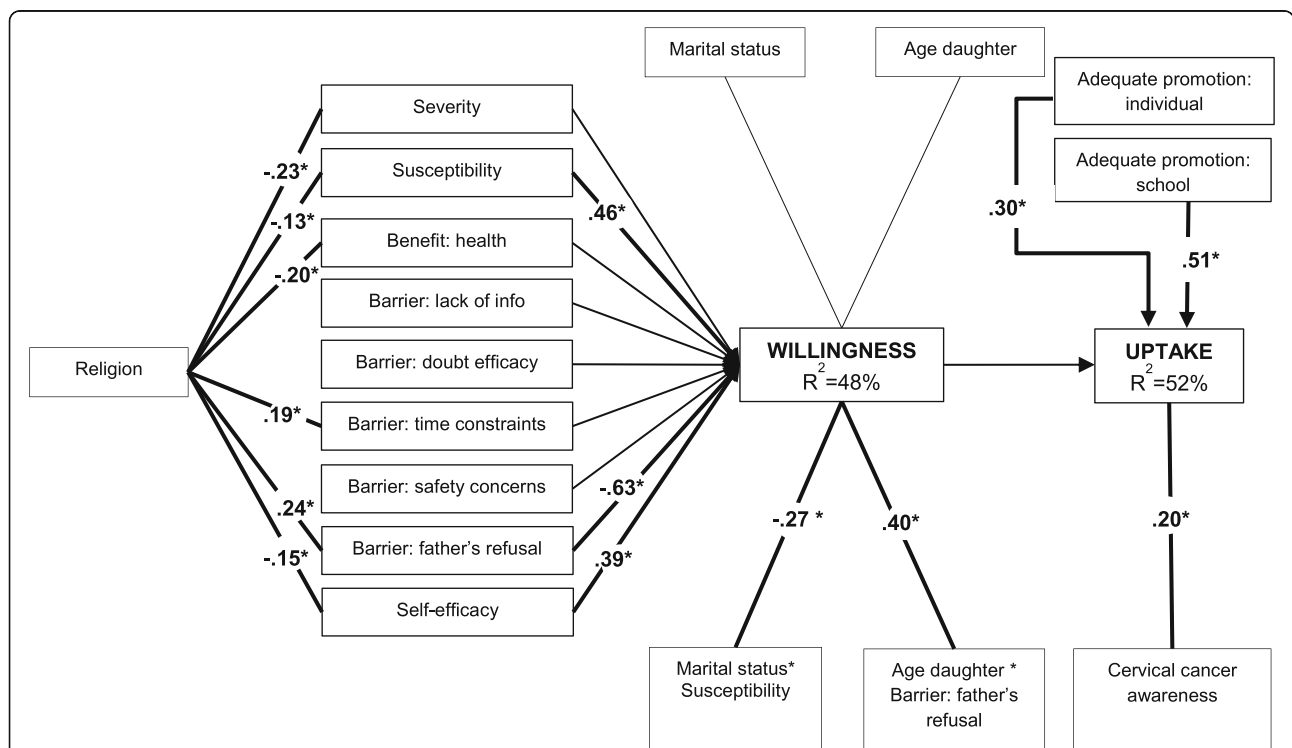 Marital status
Age daughter
Adequate promotion:
individual
Adequate promotion:
school
.30*
.51*
Severity
Susceptibility
Benefit: health
Barrier: lack of info
Barrier: doubt efficacy
Barrier: time constraints
Barrier: safety concerns
Barrier: father's refusal
Self-efficacy
Religion
-.23*
-.13*
-.20*
.19*
.24*
-.15*
.46*
-.63*
.39*
WILLINGNESS
R²=48%
UPTAKE
R²=52%
-.27 *
.40*
.20*
Marital status*
Susceptibility
Age daughter *
Barrier: father's
refusal
Cervical cancer
awareness